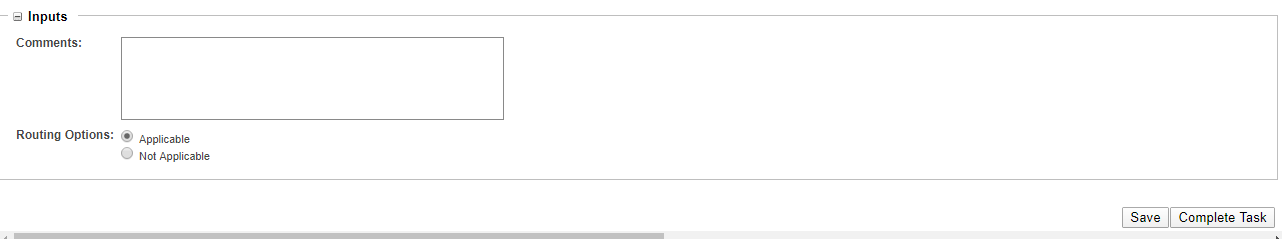 Inputs
Comments:
Routing Options: Applicable
Not Applicable
Save Complete Task